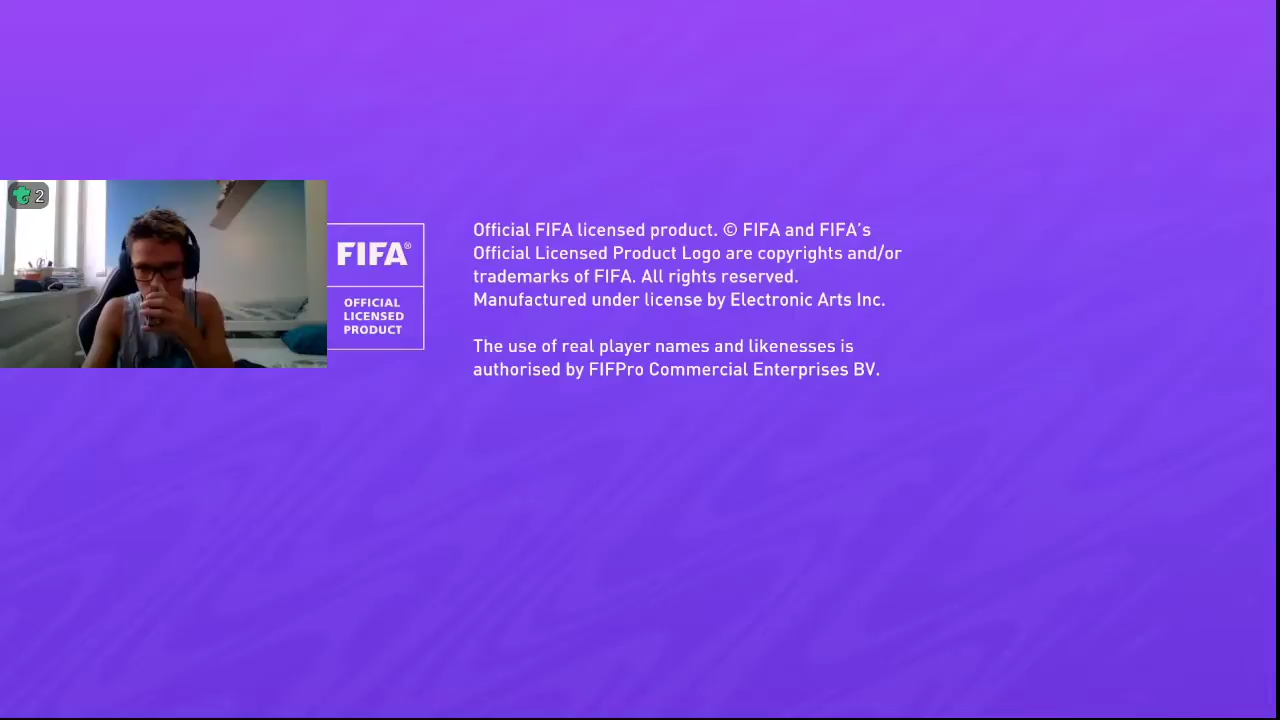 2
FIFA®
OFFICIAL
LICENSED
PRODUCT
Official FIFA licensed product. © FIFA and FIFA's
Official Licensed Product Logo are copyrights and/or
trademarks of FIFA. All rights reserved.
Manufactured under license by Electronic Arts Inc.
The use of real player names and likenesses is
authorised by FIFPro Commercial Enterprises BV.